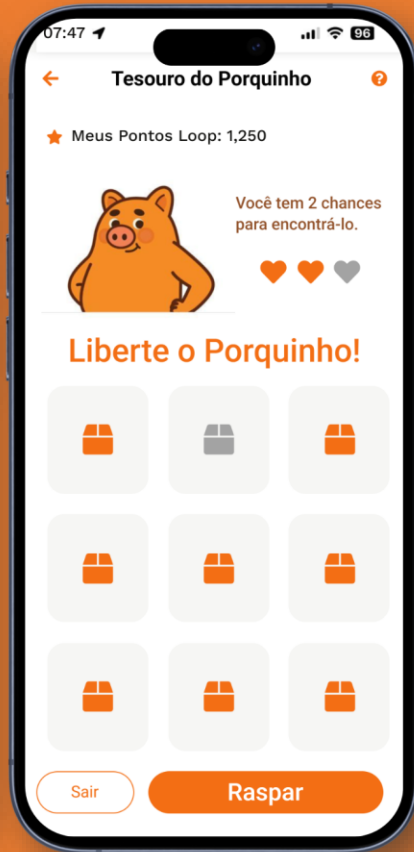 07:47
96
Tesouro do Porquinho
?
Meus Pontos Loop: 1,250
Você tem 2 chances
para encontrá-lo.
Liberte o Porquinho!
Sair
Raspar